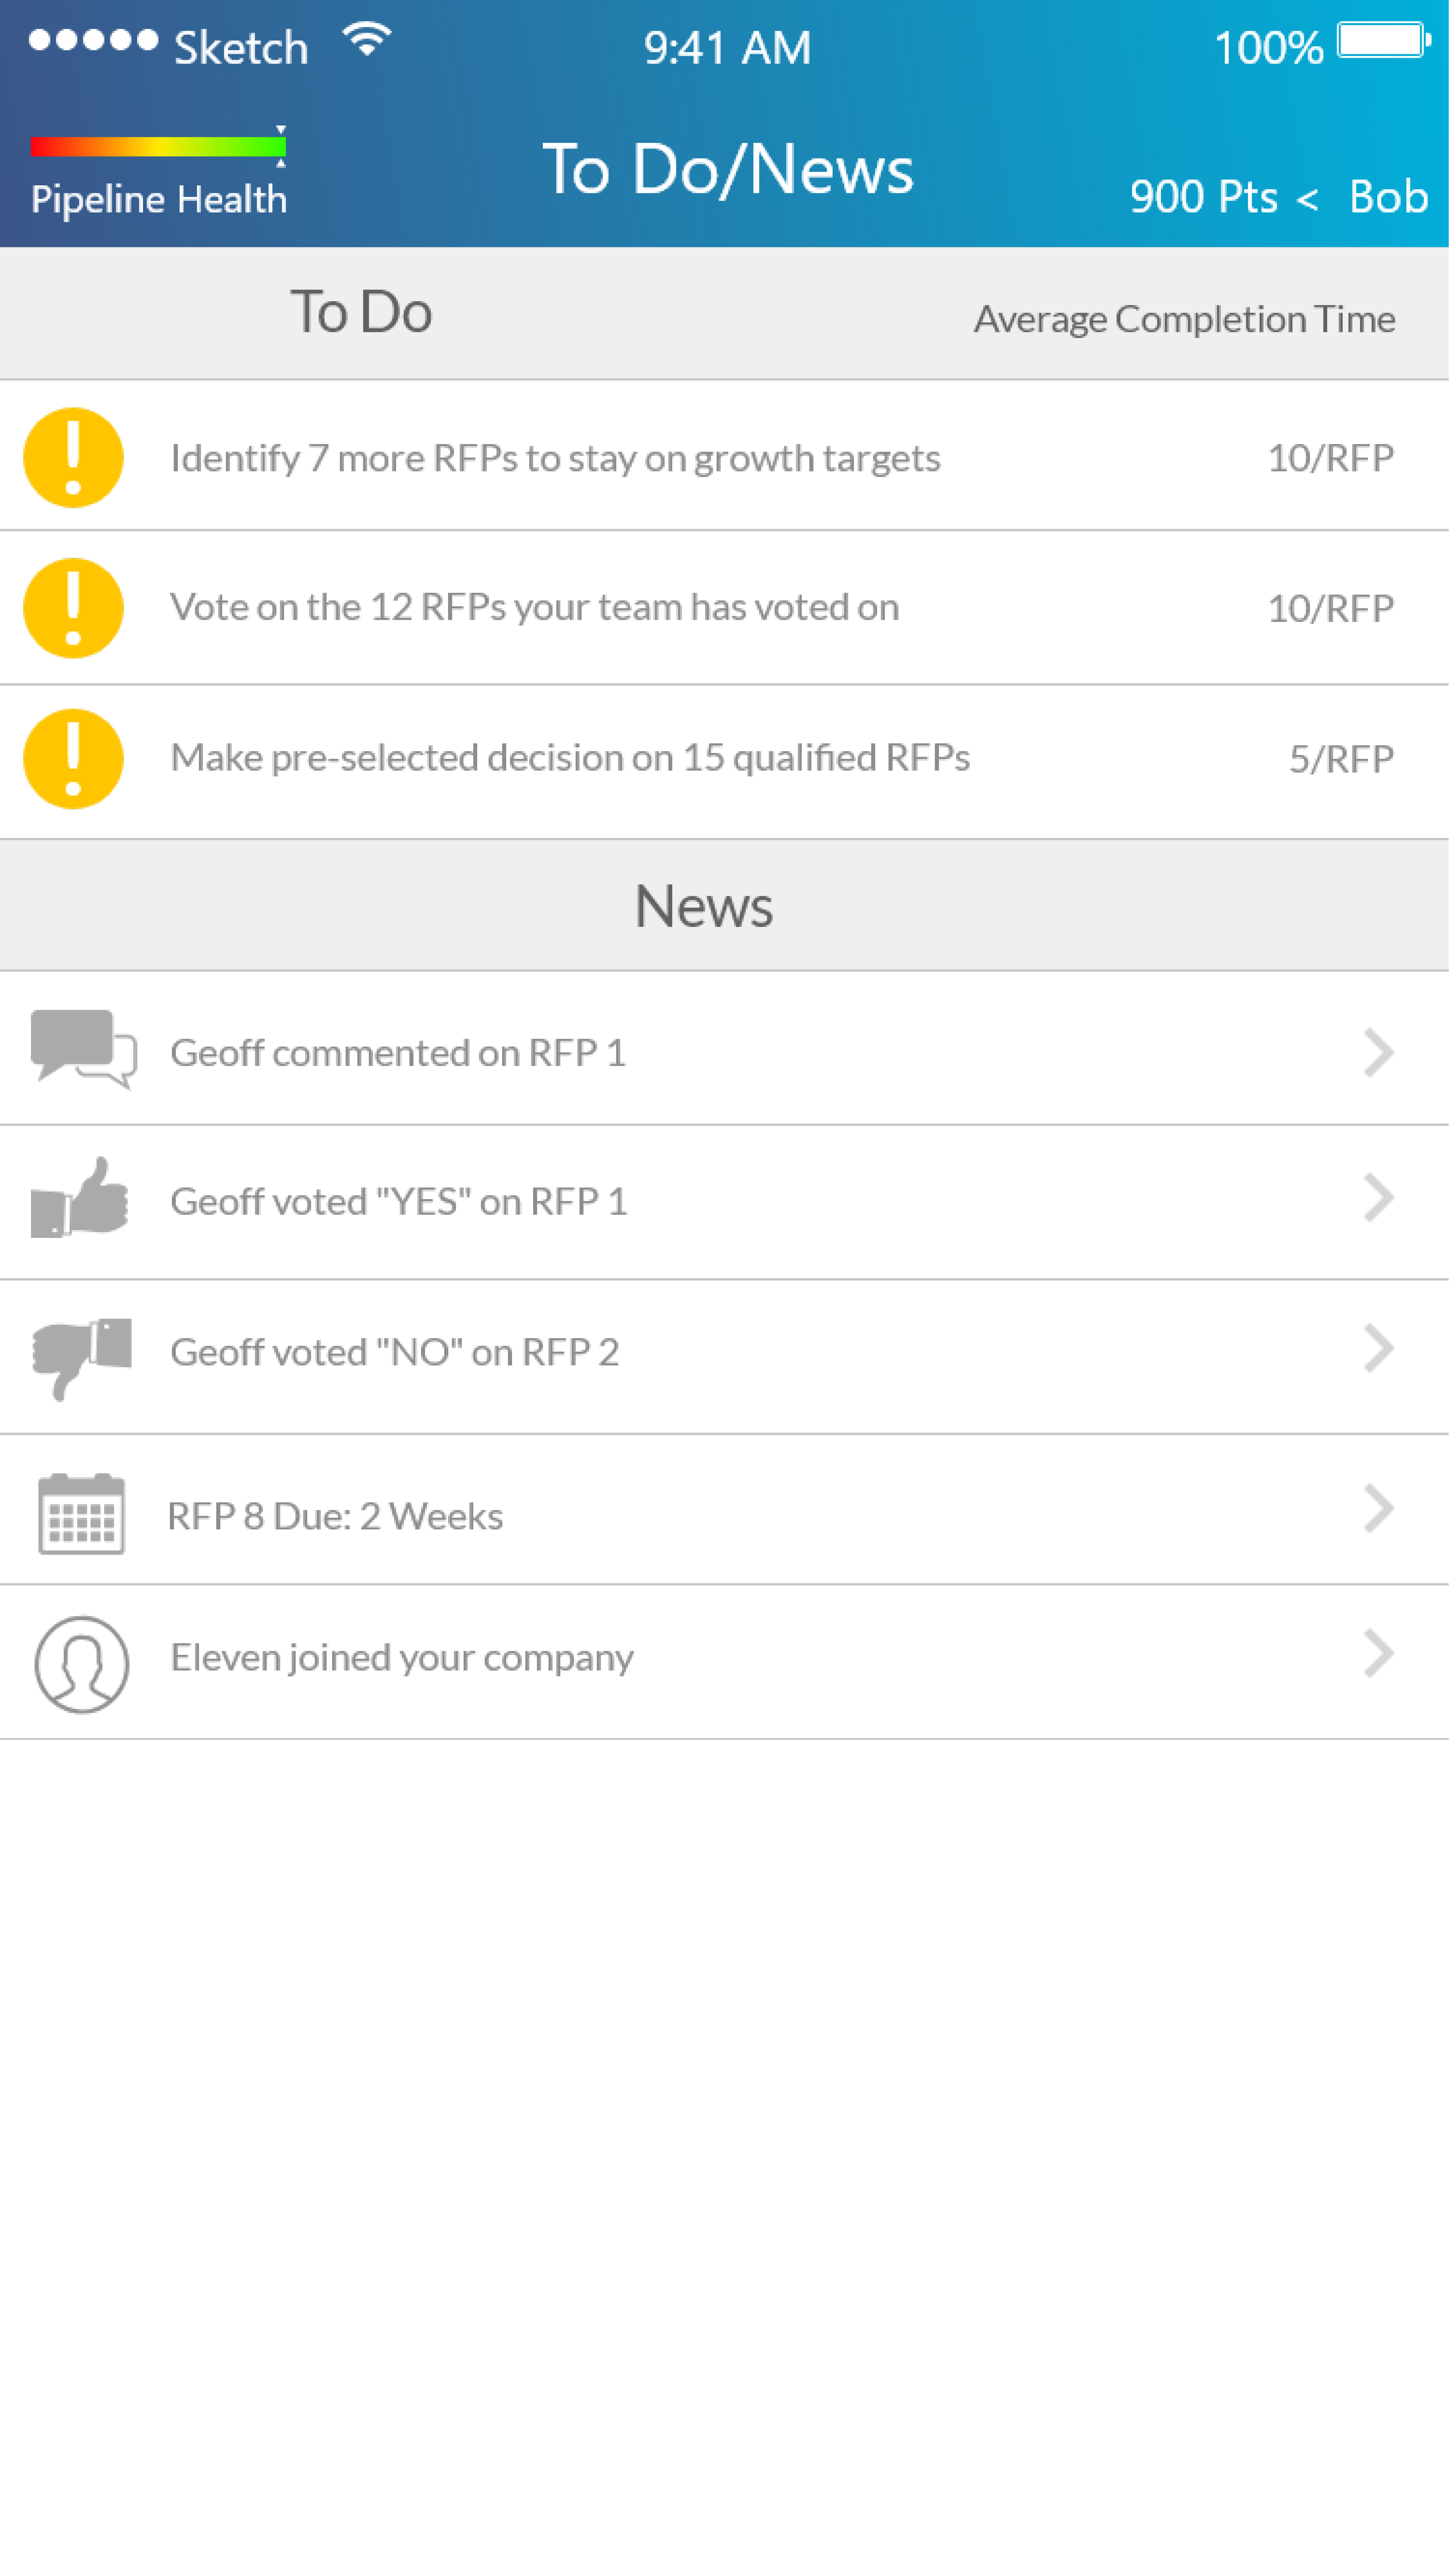 Sketch 9:41 AM 100%
To Do/News
Pipeline Health 900 Pts < Bob
To Do Average Completion Time
Identify 7 more RFPs to stay on growth targets 10/RFP
Vote on the 12 RFPs your team has voted on 10/RFP
Make pre-selected decision on 15 qualified RFPs 5/RFP
News
Geoff commented on RFP 1
Geoff voted "YES" on RFP 1
Geoff voted "NO" on RFP 2
RFP 8 Due: 2 Weeks
Eleven joined your company